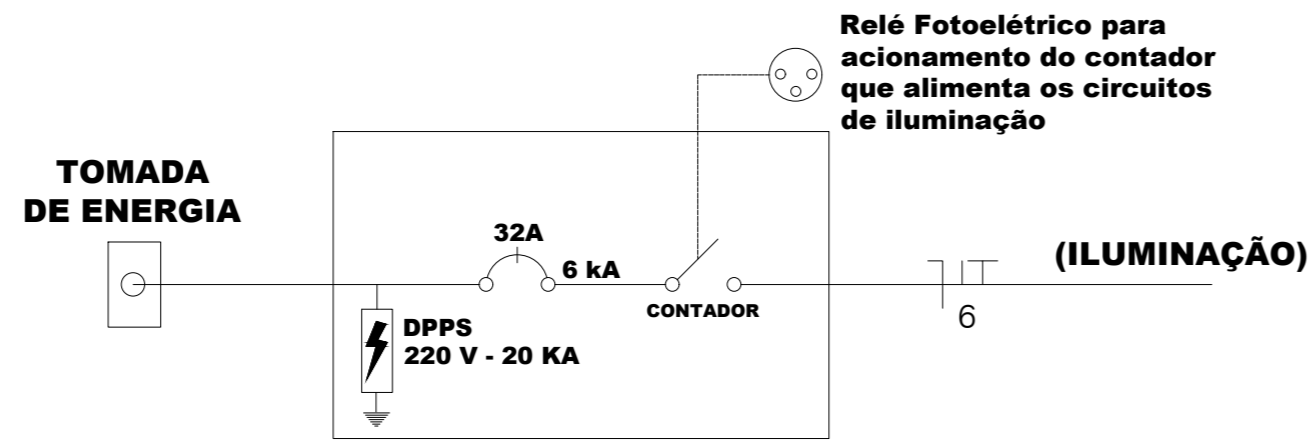 Relé Fotoelétrico para
acionamento do contador
que alimenta os circuitos
de iluminação
TOMADA
DE ENERGIA
32A
6 kA
CONTADOR
(ILUMINAÇÃO)
6
DPPS
220 V - 20 KA